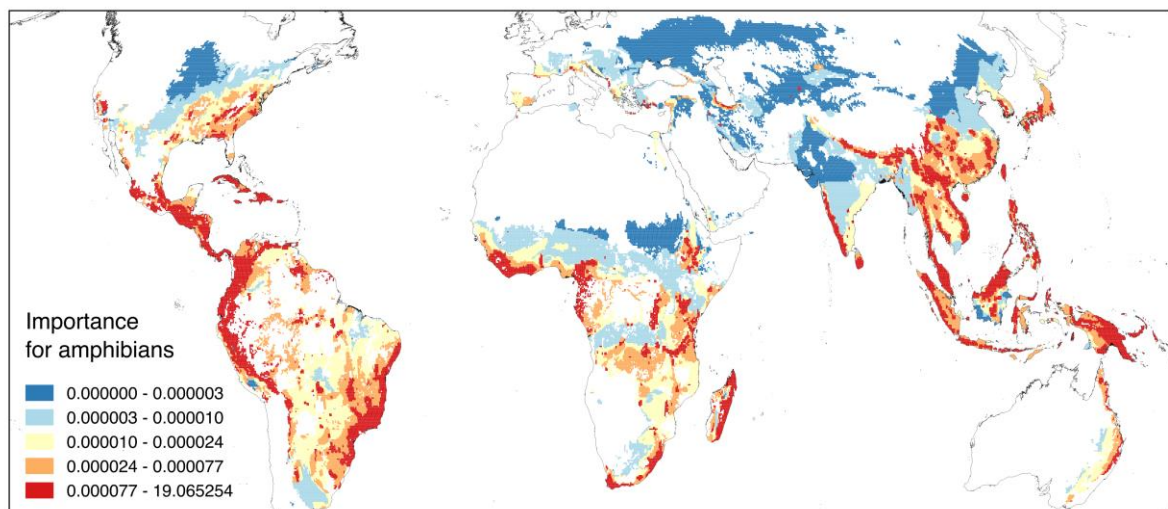 Importance
for amphibians
0.000000 - 0.000003
0.000003 - 0.000010
0.000010 - 0.000024
0.000024 - 0.000077
0.000077 - 19.065254